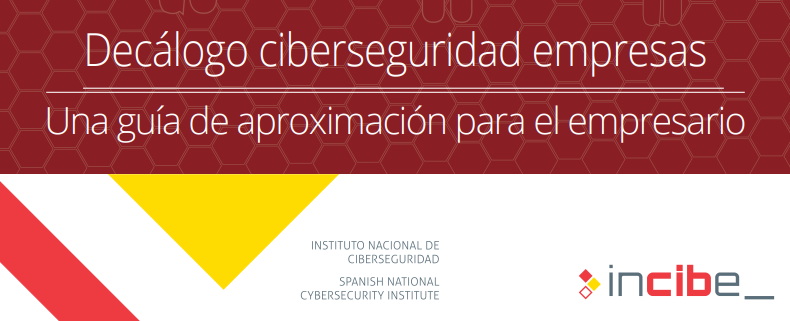 Decálogo ciberseguridad empresas
Una guía de aproximación para el empresario
INSTITUTO NACIONAL DE
CIBERSEGURIDAD
SPANISH NATIONAL
CYBERSECURITY INSTITUTE
incibe_